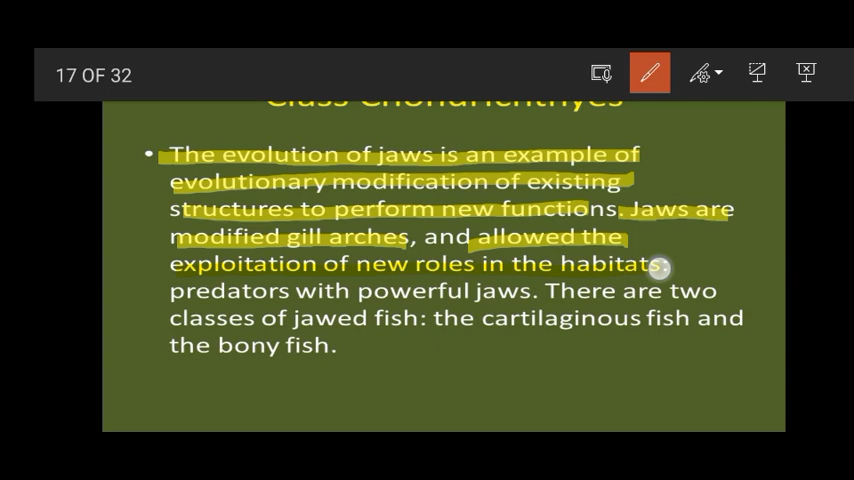 17 OF 32
Class Chondrichthyes
• The evolution of jaws is an example of
evolutionary modification of existing
structures to perform new functions. Jaws are
modified gill arches, and allowed the
exploitation of new roles in the habitats:
predators with powerful jaws. There are two
classes of jawed fish: the cartilaginous fish and
the bony fish.